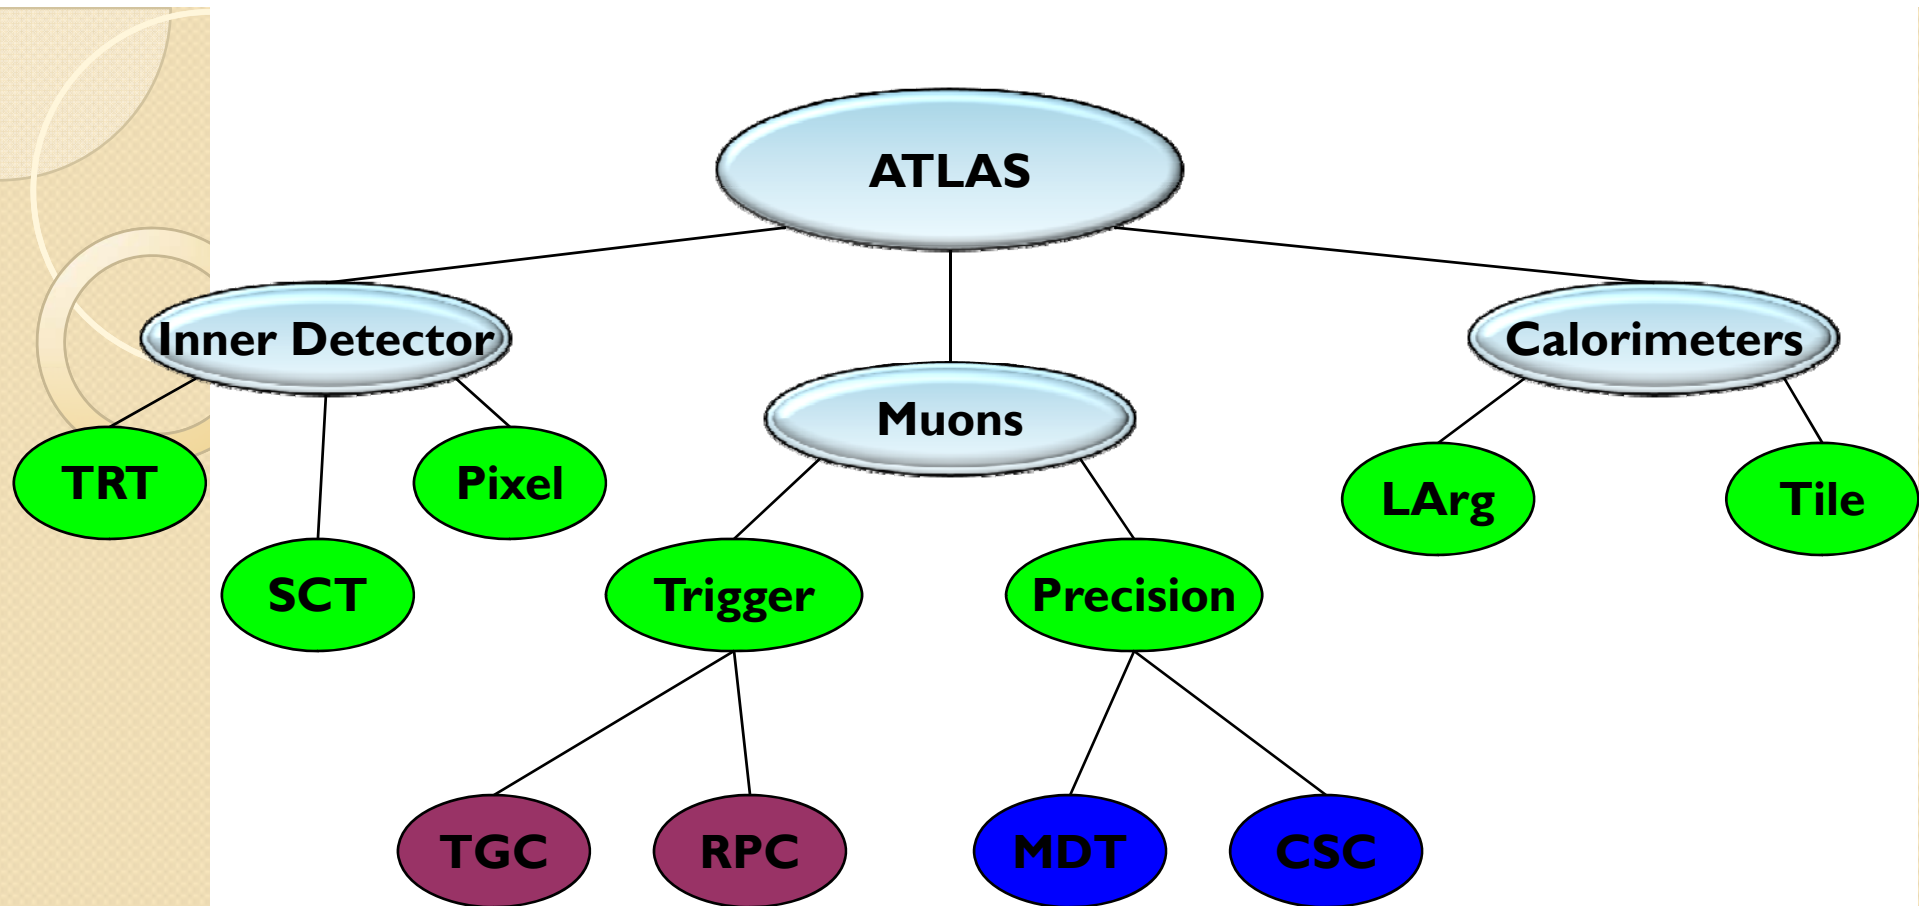 ATLAS
Inner Detector
Calorimeters
Muons
TRT
Pixel
LArg
Tile
SCT
Trigger
Precision
TGC
RPC
MDT
CSC